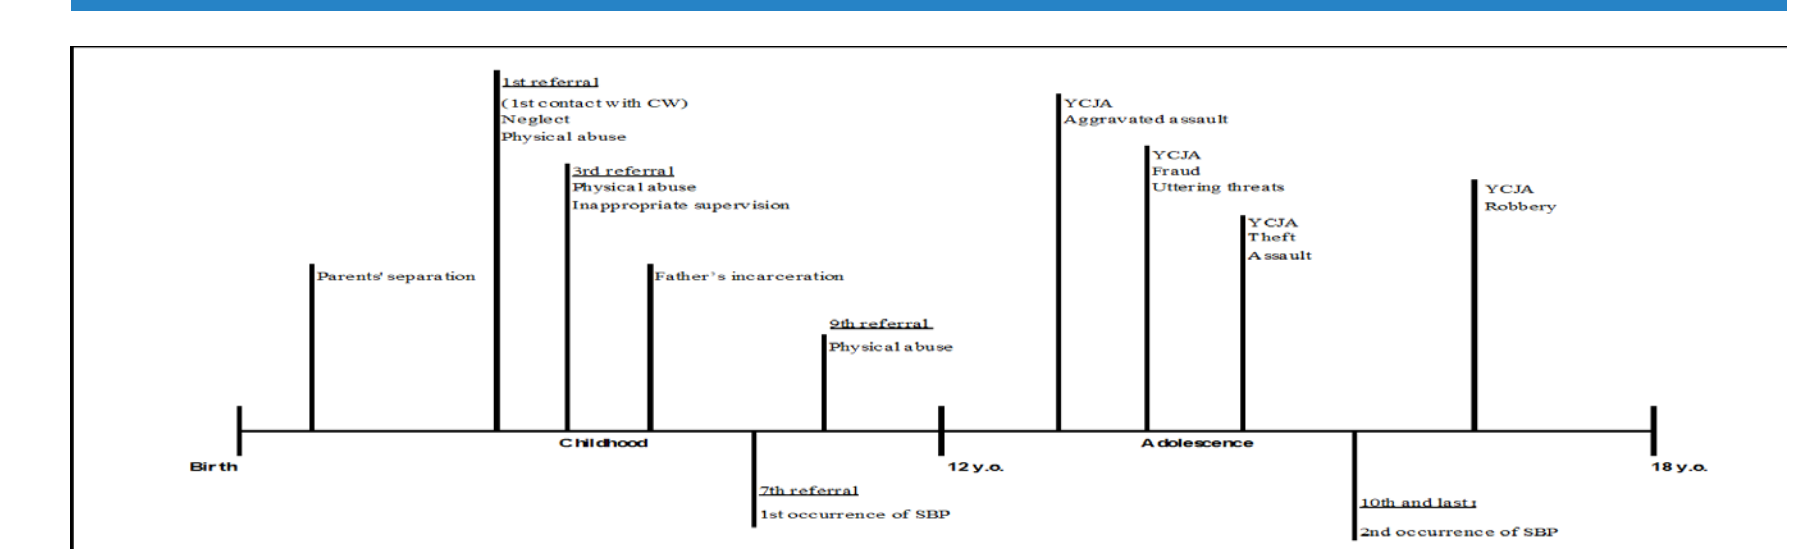 1st referral
(1st contact with CW)
Neglect
Physical abuse
3rd referral
Physical abuse
Inappropriate supervision
Parents' separation
Father's incarceration
9th referral
Physical abuse
YCJA
Aggravated assault
YCJA
Fraud
Uttering threats
YCJA
Theft
Assault
YCJA
Robbery
Childhood
Adolescence
Birth
12 y.o.
18 y.o.
7th referral
1st occurrence of SBP
10th and last:
2nd occurrence of SBP